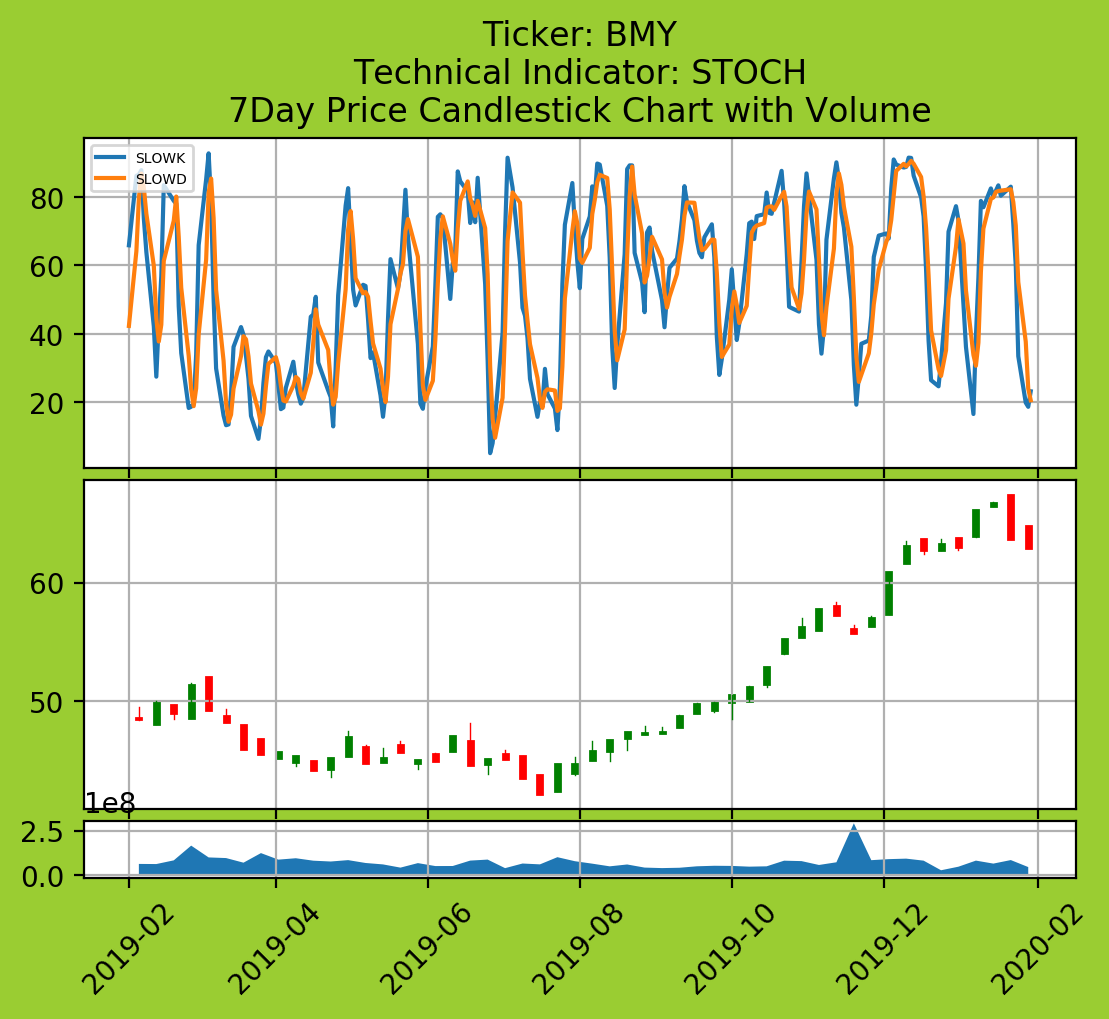 Ticker: BMY
Technical Indicator: STOCH
7Day Price Candlestick Chart with Volume
SLOWK
SLOWD
80
60
40
20
60
50
1e8
2.5
0.0
2019-02
2019-04
2019-06
2019-08
2019-10
2019-12
2020-02